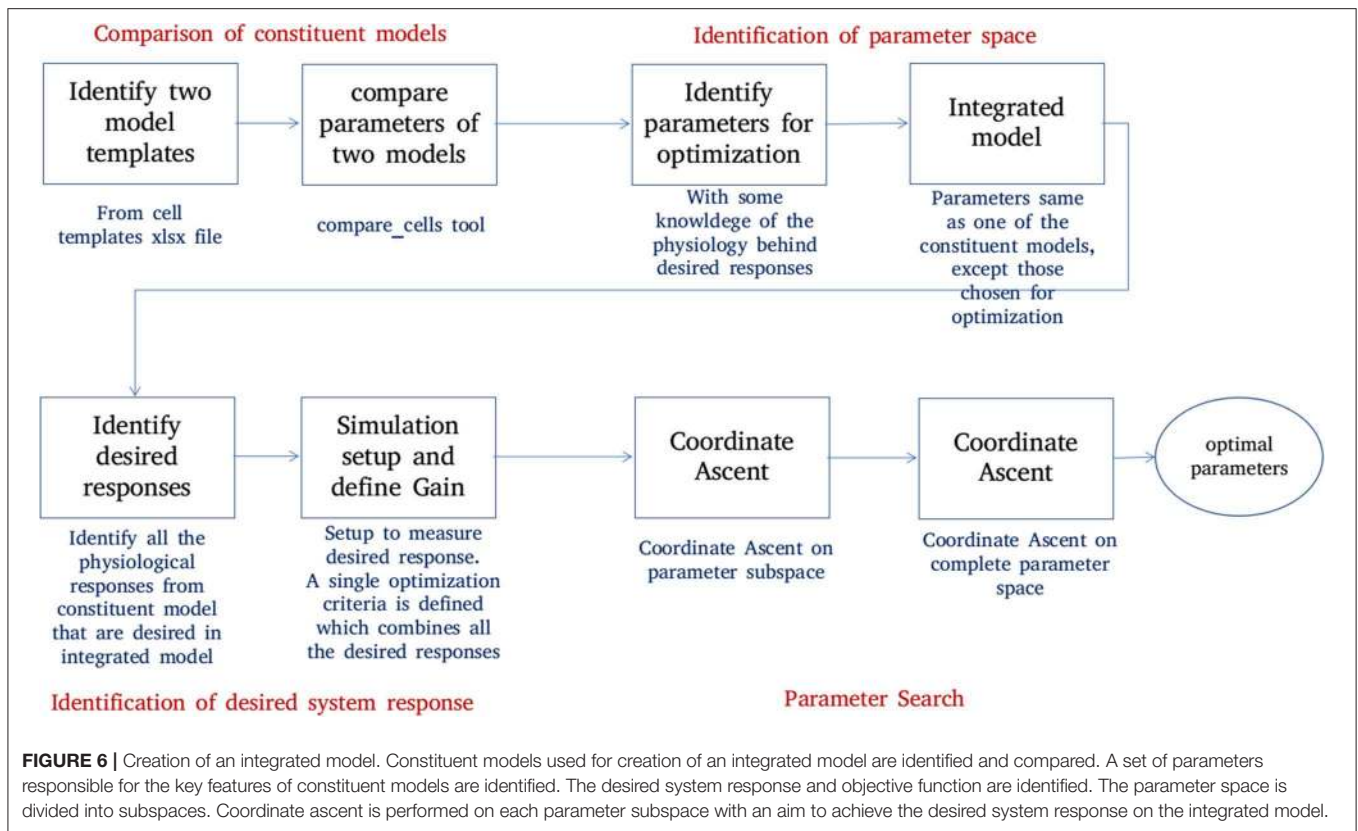 Comparison of constituent models
Identification of parameter space
Identify two
model
templates
compare
parameters of
two models
Identify
parameters for
optimization
Integrated
model
From cell
templates xlsx file
compare_cells tool
With some
knowldege of the
physiology behind
desired responses
Parameters same
as one of the
constituent models,
except those
chosen for
optimization
Identify
desired
responses
Simulation
setup and
define Gain
Coordinate
Ascent
Coordinate
Ascent
optimal
parameters
Identify all the
physiological
responses from
constituent model
that are desired in
integrated model
Setup to measure
desired response.
A single optimization
criteria is defined
which combines all
the desired responses
Coordinate Ascent on
parameter subspace
Coordinate Ascent on
complete parameter
space
Identification of desired system response
Parameter Search
FIGURE 6 | Creation of an integrated model. Constituent models used for creation of an integrated model are identified and compared. A set of parameters
responsible for the key features of constituent models are identified. The desired system response and objective function are identified. The parameter space is
divided into subspaces. Coordinate ascent is performed on each parameter subspace with an aim to achieve the desired system response on the integrated model.